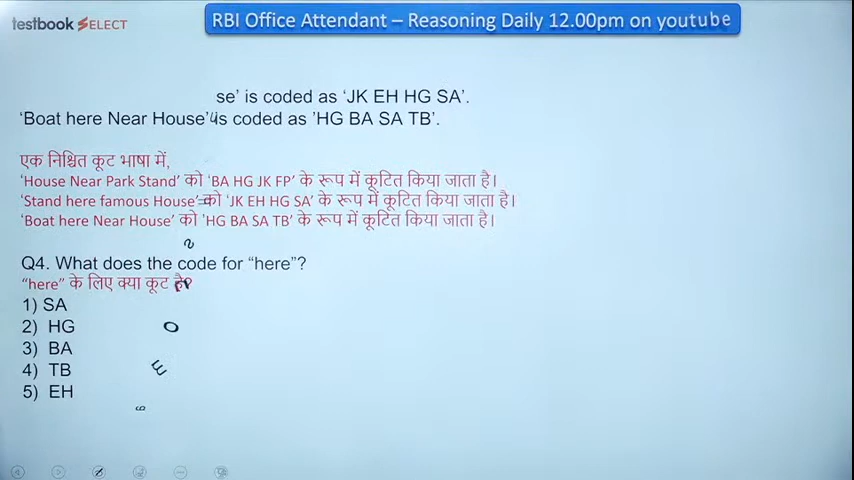 testbook SELECT
RBI Office Attendant – Reasoning Daily 12.00pm on youtube
se' is coded as 'JK EH HG SA'.
'Boat here Near House' is coded as 'HG BA SA TB'.
एक निश्चित कूट भाषा में,
'House Near Park Stand' को 'BA HG JK FP' के रूप में कूटित किया जाता है।
'Stand here famous House' को 'JK EH HG SA' के रूप में कूटित किया जाता है।
'Boat here Near House' को 'HG BA SA TB' के रूप में कूटित किया जाता है।
Q4. What does the code for "here"?
"here" के लिए क्या कूट है?
1) SA
2) HG
3) BA
4) TB
5) EH